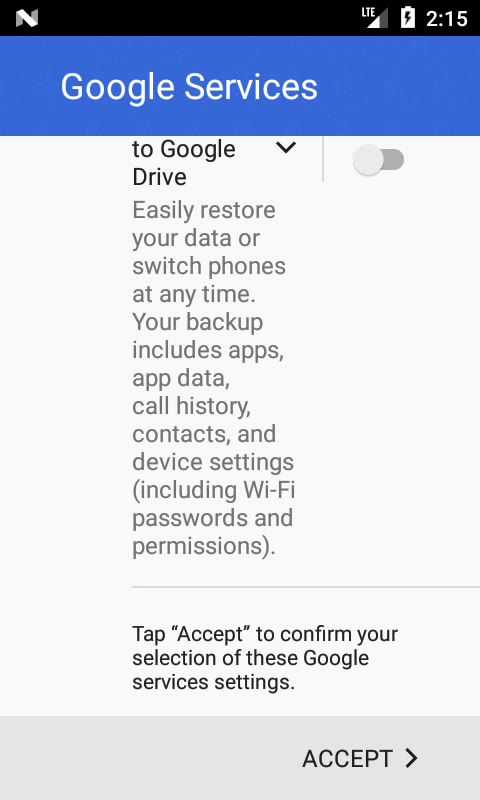 LTE 2:15
Google Services
to Google
Drive
Easily restore
your data or
switch phones
at any time.
Your backup
includes apps,
app data,
call history,
contacts, and
device settings
(including Wi-Fi
passwords and
permissions).
Tap “Accept” to confirm your
selection of these Google
services settings.
ACCEPT